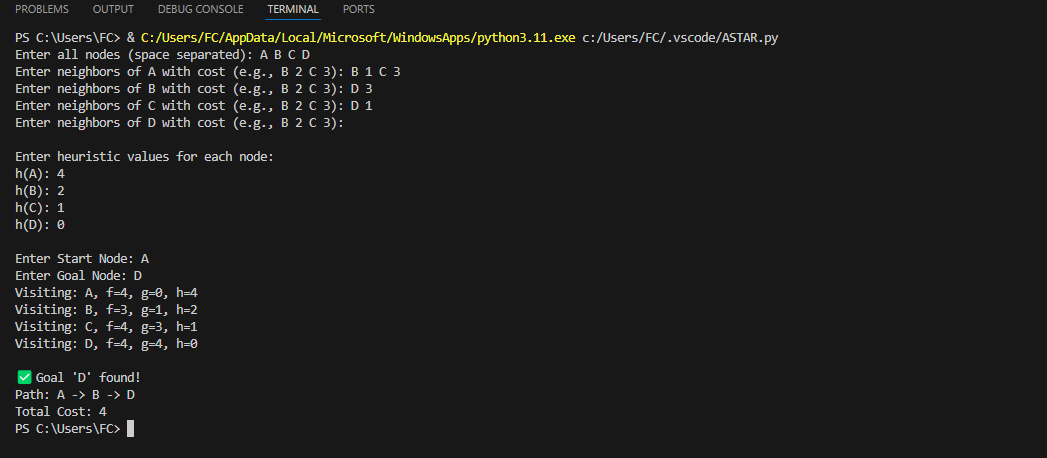 PROBLEMS OUTPUT DEBUG CONSOLE TERMINAL PORTS
PS C:\Users\FC> & C:/Users/FC/AppData/Local/Microsoft/WindowsApps/python3.11.exe c:/Users/FC/.vscode/ASTAR.py
Enter all nodes (space separated): A B C D
Enter neighbors of A with cost (e.g., B 2 C 3): B 1 C 3
Enter neighbors of B with cost (e.g., B 2 C 3): D 3
Enter neighbors of C with cost (e.g., B 2 C 3): D 1
Enter neighbors of D with cost (e.g., B 2 C 3):
Enter heuristic values for each node:
h(A): 4
h(B): 2
h(C): 1
h(D): 0
Enter Start Node: A
Enter Goal Node: D
Visiting: A, f=4, g=0, h=4
Visiting: B, f=3, g=1, h=2
Visiting: C, f=4, g=3, h=1
Visiting: D, f=4, g=4, h=0
✅ Goal 'D' found!
Path: A -> B -> D
Total Cost: 4
PS C:\Users\FC>